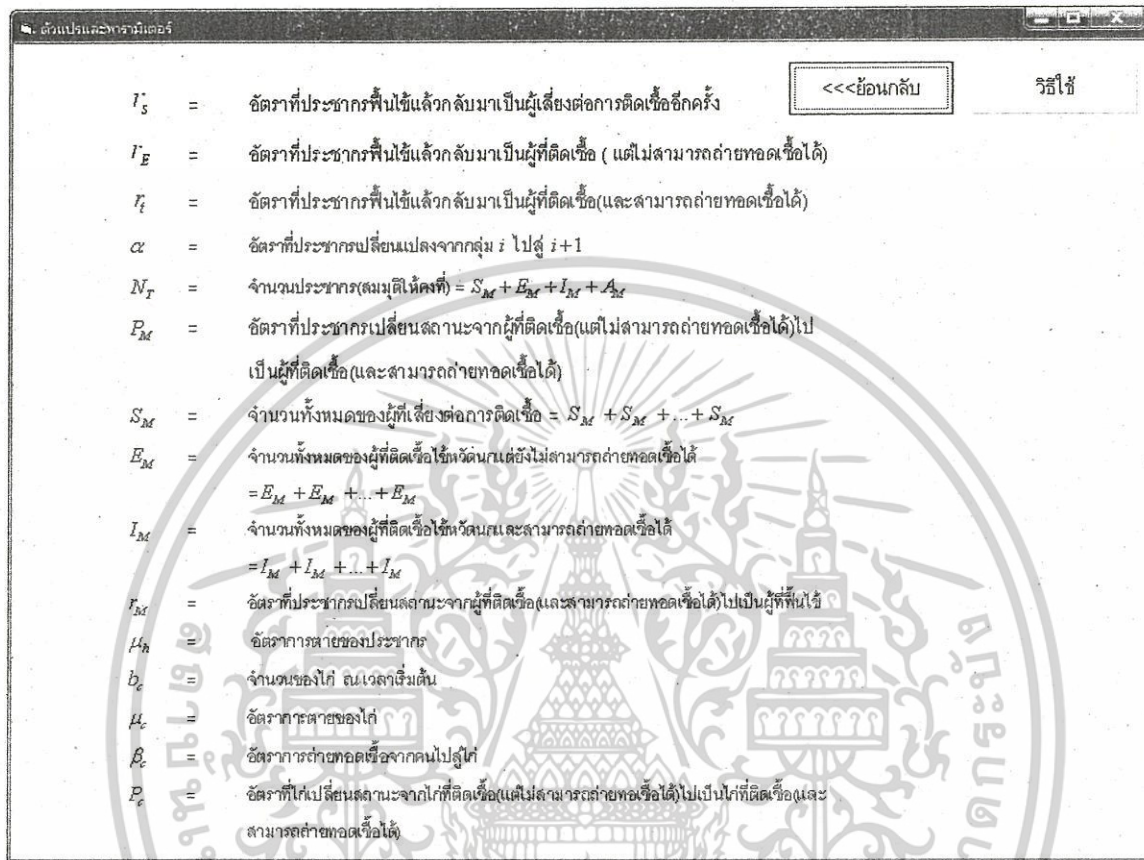 ตัวแปรและพารามิเตอร์
<<<ย้อนกลับ วิธีใช้
r_s = อัตราที่ประชากรฟื้นไข้แล้วกลับมาเป็นผู้เสี่ยงต่อการติดเชื้ออีกครั้ง
r_E = อัตราที่ประชากรฟื้นไข้แล้วกลับมาเป็นผู้ที่ติดเชื้อ ( แต่ไม่สามารถถ่ายทอดเชื้อได้)
r_i = อัตราที่ประชากรฟื้นไข้แล้วกลับมาเป็นผู้ที่ติดเชื้อ(และสามารถถ่ายทอดเชื้อได้)
α = อัตราที่ประชากรเปลี่ยนแปลงจากกลุ่ม i ไปสู่ i+1
N_T = จำนวนประชากร(สมมุติให้คงที่) = S_M + E_M + I_M + A_M
P_M = อัตราที่ประชากรเปลี่ยนสถานะจากผู้ที่ติดเชื้อ(แต่ไม่สามารถถ่ายทอดเชื้อได้)ไป
เป็นผู้ที่ติดเชื้อ(และสามารถถ่ายทอดเชื้อได้)
S_M = จำนวนทั้งหมดของผู้ที่เสี่ยงต่อการติดเชื้อ = S_M + S_M + ... + S_M
E_M = จำนวนทั้งหมดของผู้ที่ติดเชื้อไข้หวัดนกแต่ยังไม่สามารถถ่ายทอดเชื้อได้
= E_M + E_M + ... + E_M
I_M = จำนวนทั้งหมดของผู้ที่ติดเชื้อไข้หวัดนกและสามารถถ่ายทอดเชื้อได้
= I_M + I_M + ... + I_M
r_M = อัตราที่ประชากรเปลี่ยนสถานะจากผู้ที่ติดเชื้อ(และสามารถถ่ายทอดเชื้อได้)ไปเป็นผู้ที่ฟื้นไข้
μ_h = อัตราการตายของประชากร
b_c = จำนวนของไก่ ณ เวลาเริ่มต้น
μ_c = อัตราการตายของไก่
β_c = อัตราการถ่ายทอดเชื้อจากคนไปสู่ไก่
P_c = อัตราที่ไก่เปลี่ยนสถานะจากไก่ที่ติดเชื้อ(แต่ไม่สามารถถ่ายทอดเชื้อได้)ไปเป็นไก่ที่ติดเชื้อ(และ
สามารถถ่ายทอดเชื้อได้)